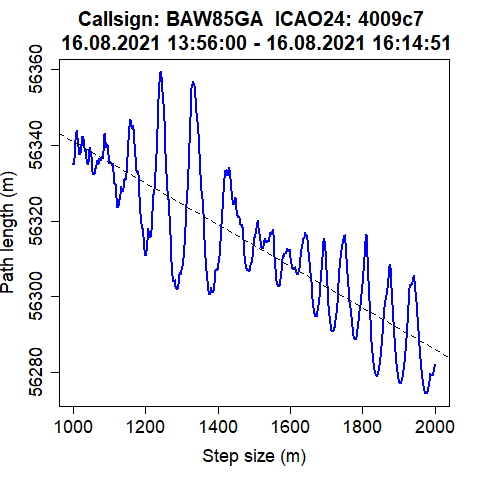 Callsign: BAW85GA  ICAO24: 4009c7
16.08.2021 13:56:00 - 16.08.2021 16:14:51
Path length (m)
56360
56340
56320
56300
56280
1000 1200 1400 1600 1800 2000
Step size (m)